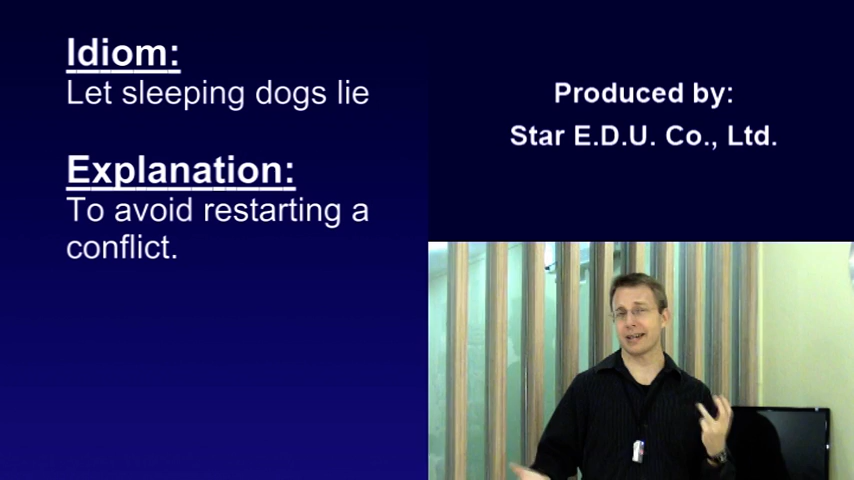 Idiom:
Let sleeping dogs lie
Explanation:
To avoid restarting a
conflict.
Produced by:
Star E.D.U. Co., Ltd.